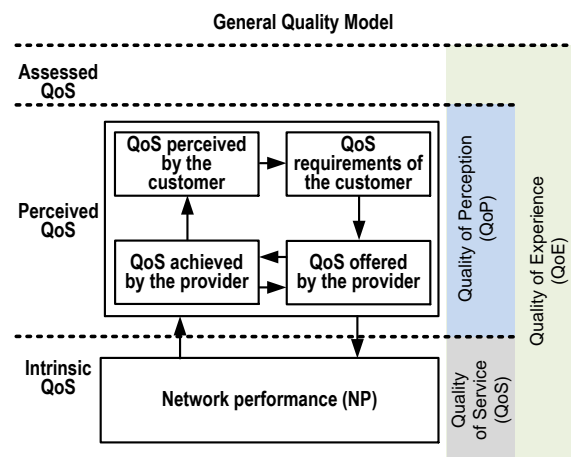 General Quality Model
Assessed
QoS
Perceived
QoS
QoS perceived
by the
customer
QoS
requirements of
the customer
QoS achieved
by the provider
QoS offered
by the provider
Intrinsic
QoS
Network performance (NP)
Quality of Perception
(QoP)
Quality
of Service
(QoS)
Quality of Experience
(QoE)